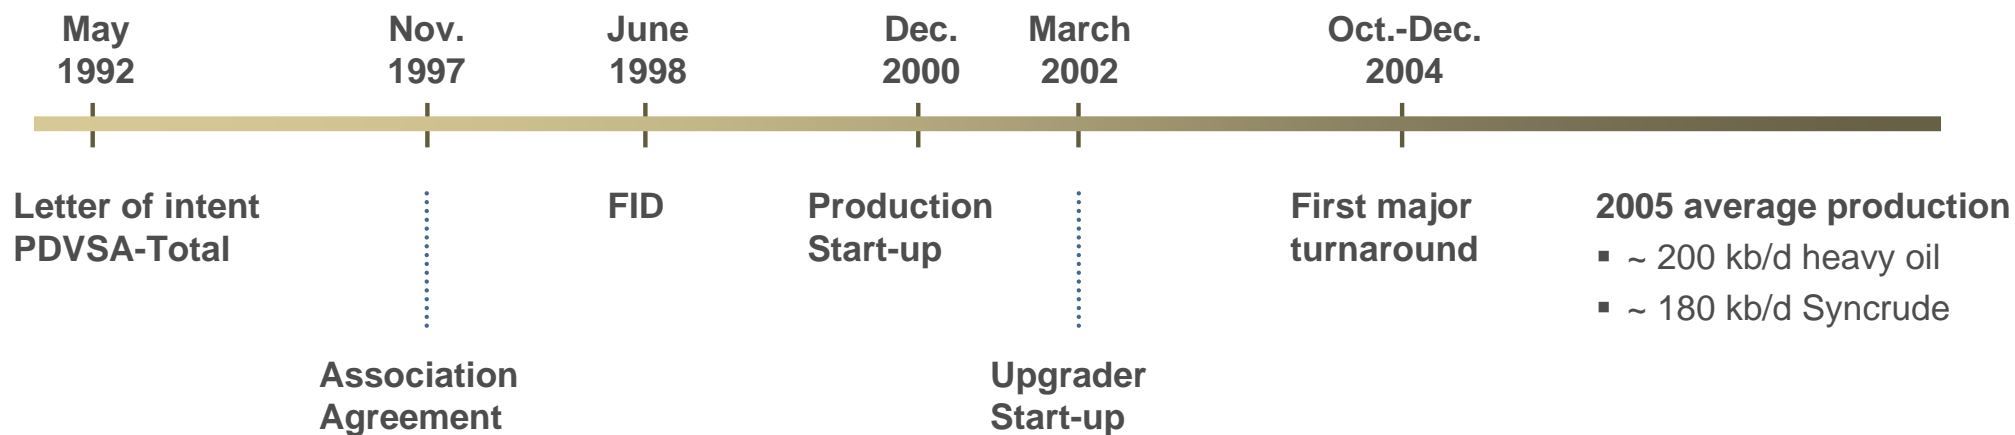 May
1992
Nov.
1997
June
1998
Dec.
2000
March
2002
Oct.-Dec.
2004
Letter of intent
PDVSA-Total
Association
Agreement
FID
Production
Start-up
Upgrader
Start-up
First major
turnaround
2005 average production
▪ ~ 200 kb/d heavy oil
▪ ~ 180 kb/d Syncrude